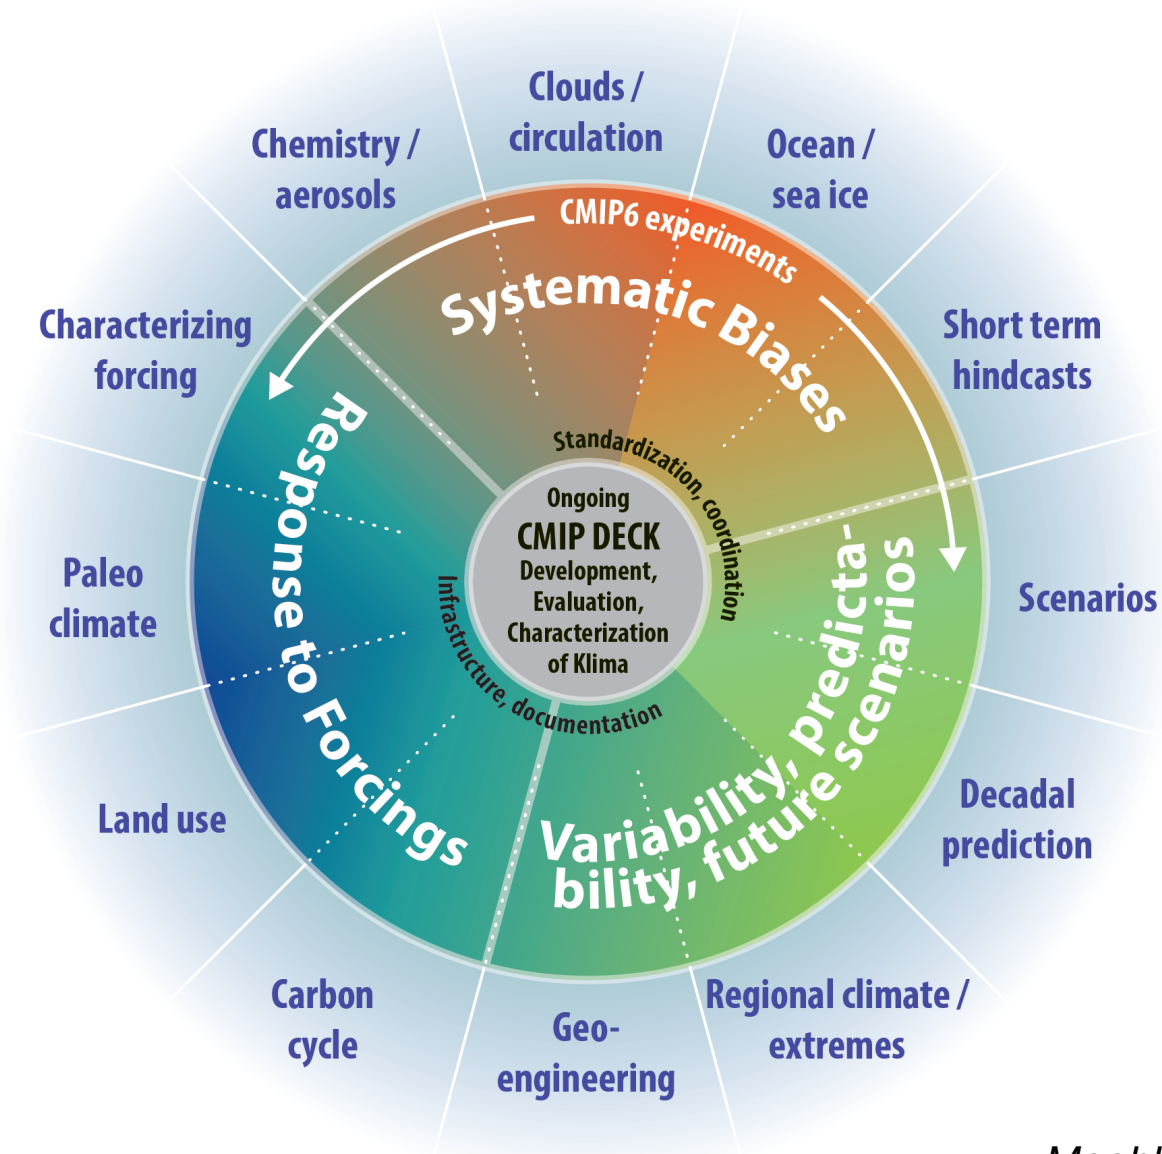 Clouds /
circulation
Ocean /
sea ice
Short term
hindcasts
Scenarios
Decadal
prediction
Regional climate /
extremes
Geo-
engineering
Carbon
cycle
Land use
Paleo
climate
Characterizing
forcing
Chemistry /
aerosols
CMIP6 experiments
Systematic Biases
Variability, predicta-
bility, future scenarios
Response to Forcings
Standardization, coordination
Infrastructure, documentation
Ongoing
CMIP DECK
Development,
Evaluation,
Characterization
of Klima